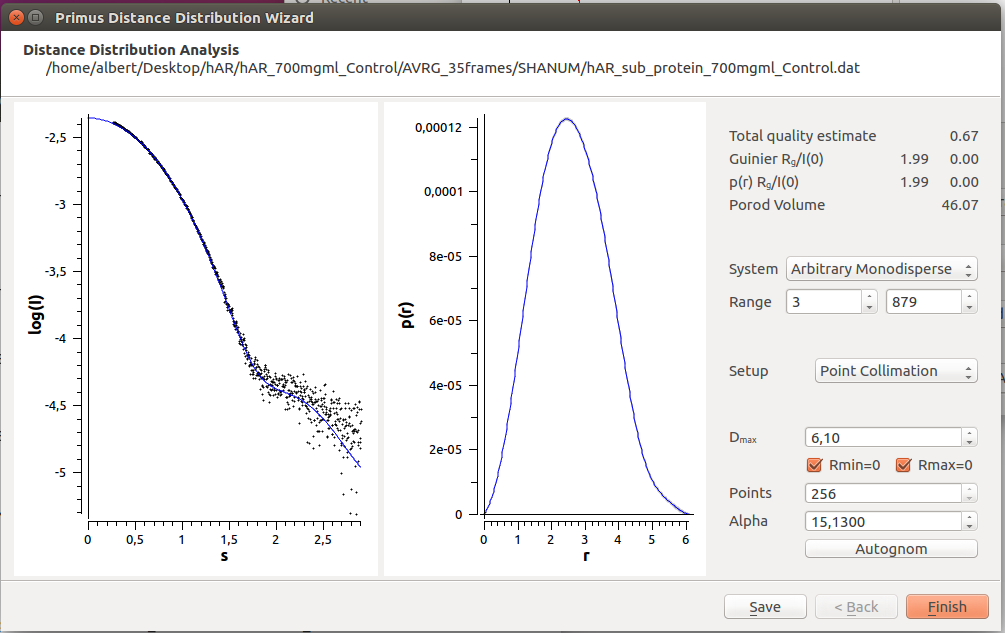 Primus Distance Distribution Wizard
Distance Distribution Analysis
/home/albert/Desktop/hAR/hAR_700mgml_Control/AVRG_35frames/SHANUM/hAR_sub_protein_700mgml_Control.dat
log(I)
-2,5
-3
-3,5
-4
-4,5
-5
0 0,5 1 1,5 2 2,5
s
p(r)
0,00012
0,0001
8e-05
6e-05
4e-05
2e-05
0
0 1 2 3 4 5 6
r
Total quality estimate 0.67
Guinier Rg/I(0) 1.99 0.00
p(r) Rg/I(0) 1.99 0.00
Porod Volume 46.07
System Arbitrary Monodisperse
Range 3 879
Setup Point Collimation
Dmax 6,10
Rmin=0 Rmax=0
Points 256
Alpha 15,1300
Autognom
Save < Back Finish